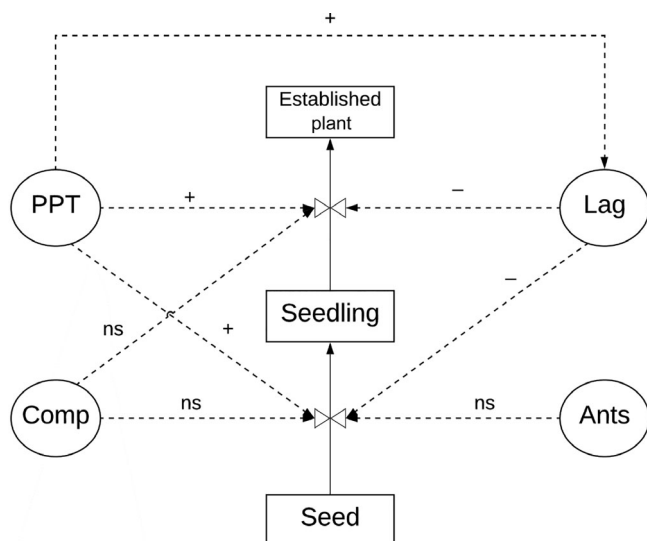 +
Established
plant
PPT
+
–
Lag
–
Seedling
ns
+
Comp
ns
ns
Ants
Seed